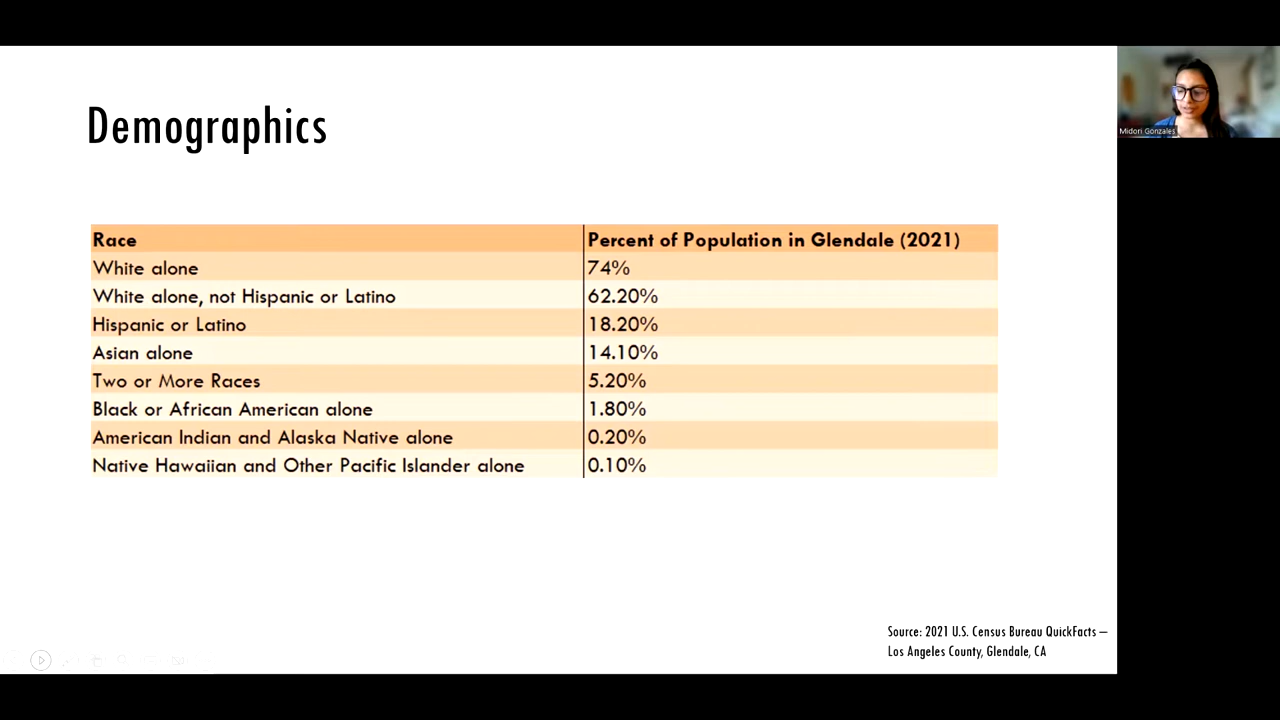 Demographics
Race Percent of Population in Glendale (2021)
White alone 74%
White alone, not Hispanic or Latino 62.20%
Hispanic or Latino 18.20%
Asian alone 14.10%
Two or More Races 5.20%
Black or African American alone 1.80%
American Indian and Alaska Native alone 0.20%
Native Hawaiian and Other Pacific Islander alone 0.10%
Source: 2021 U.S. Census Bureau QuickFacts –
Los Angeles County, Glendale, CA
Midori Gonzales